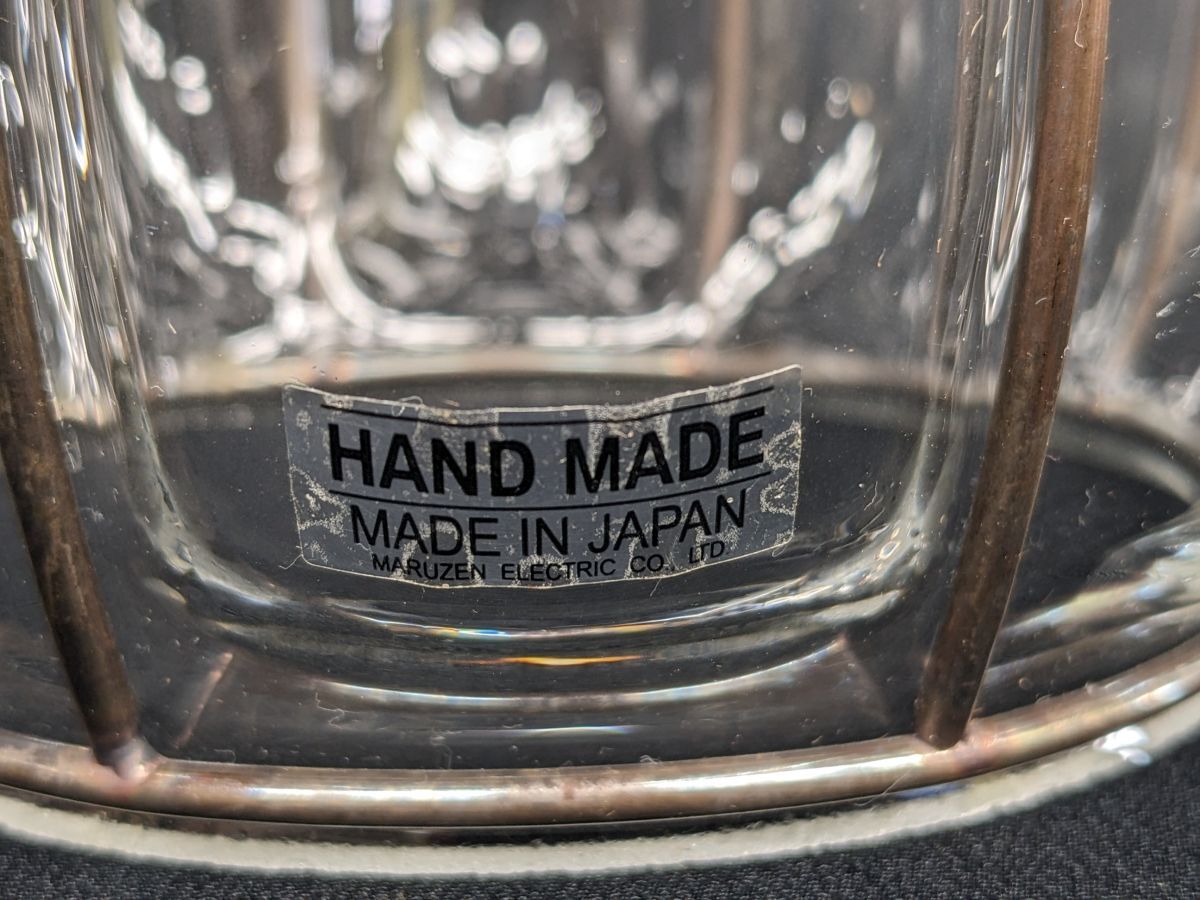 HAND MADE
MADE IN JAPAN
MARUZEN ELECTRIC CO., LTD.